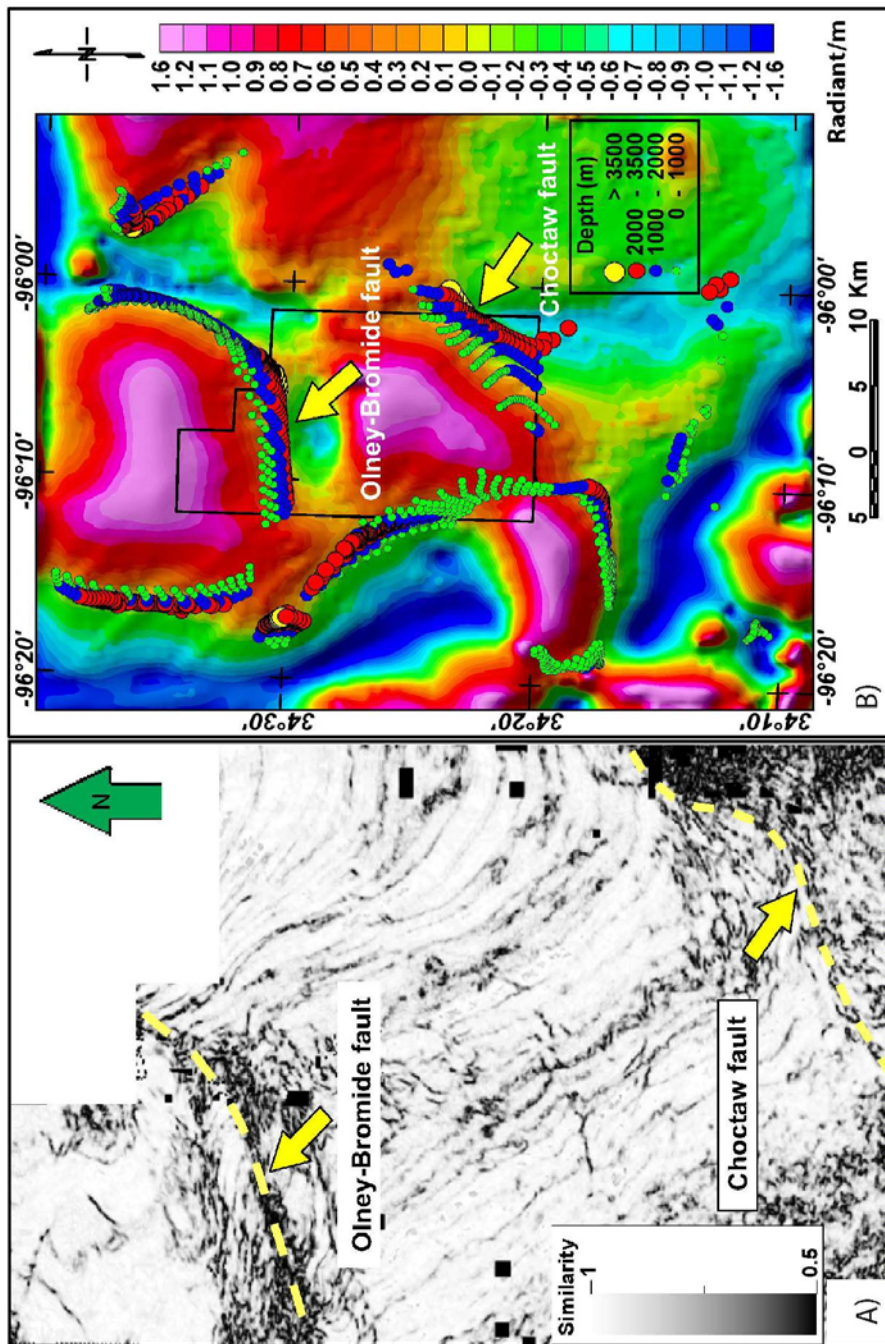 N
Olney-Bromide fault
Choctaw fault
Similarity
1
0.5
A)
-96°20'
-96°10'
-96°00'
34°30'
34°20'
34°10'
Olney-Bromide fault
Choctaw fault
Depth (m)
> 3500
2000 - 3500
1000 - 2000
0 - 1000
-96°20'
-96°10'
-96°00'
5 0 5 10 Km
–N–
1.6
1.2
1.1
1.0
0.9
0.8
0.7
0.6
0.5
0.4
0.3
0.2
0.1
0.0
-0.1
-0.2
-0.3
-0.4
-0.5
-0.6
-0.7
-0.8
-0.9
-1.0
-1.1
-1.2
-1.6
Radiant/m
B)